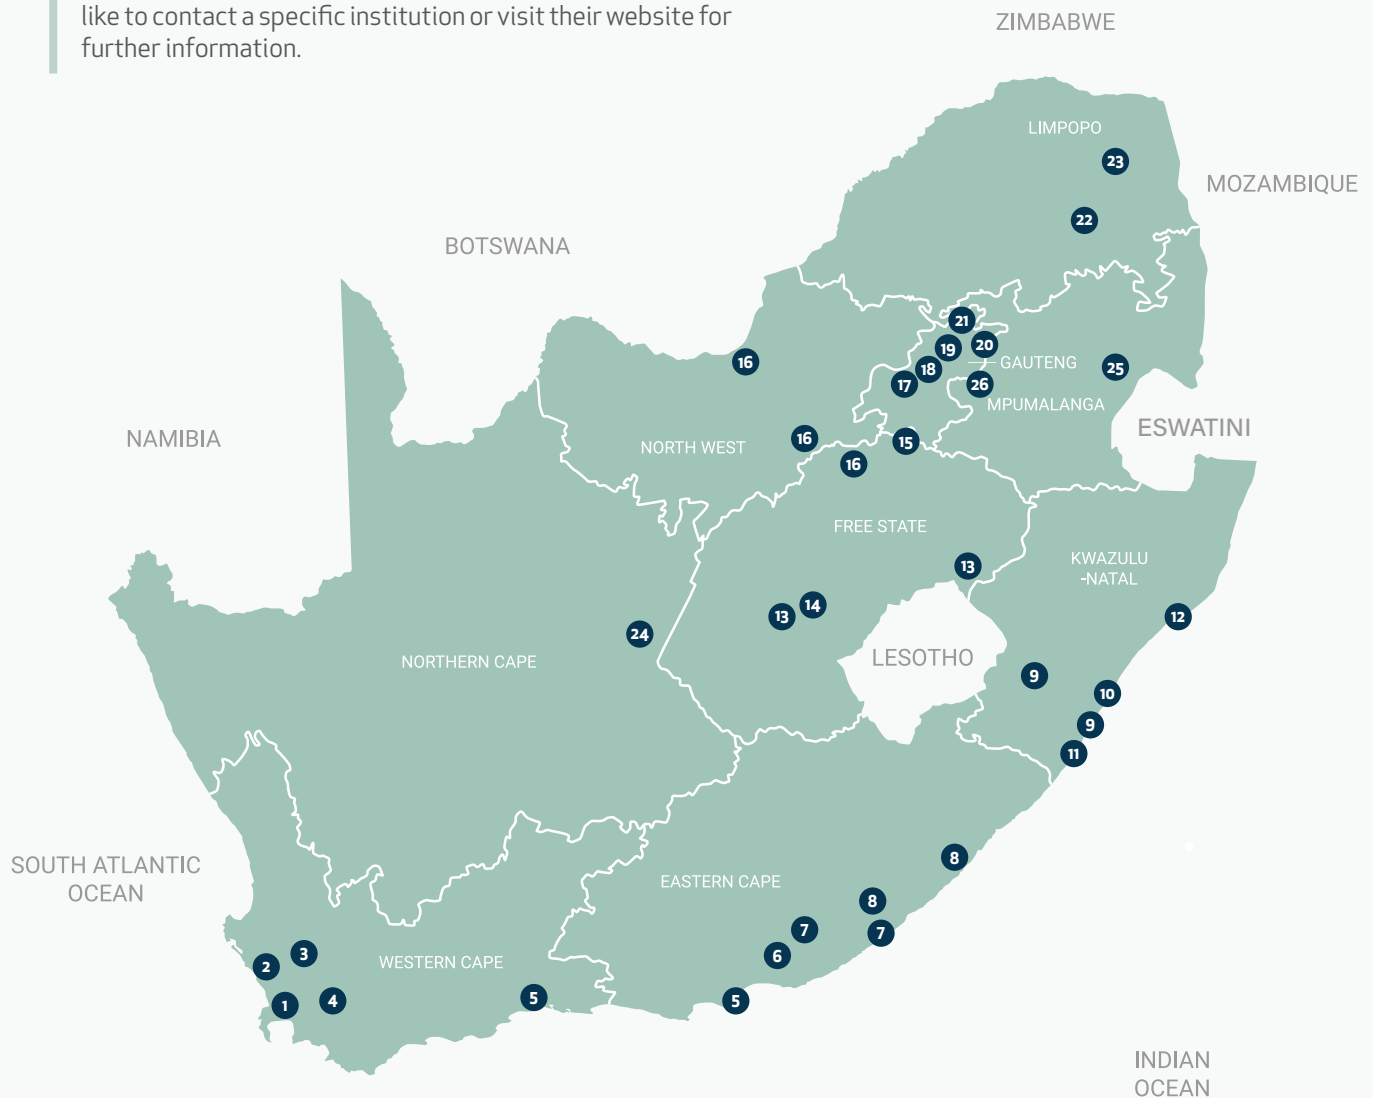 like to contact a specific institution or visit their website for
further information.
ZIMBABWE
LIMPOPO
23
MOZAMBIQUE
22
BOTSWANA
21
19
20
16
GAUTENG
18
25
17
26
MPUMALANGA
ESWATINI
NAMIBIA
16
15
NORTH WEST
16
FREE STATE
KWAZULU
-NATAL
13
14
13
12
24
LESOTHO
NORTHERN CAPE
9
10
9
11
SOUTH ATLANTIC
OCEAN
8
EASTERN CAPE
8
7
7
3
6
2
WESTERN CAPE
5
4
5
1
INDIAN
OCEAN